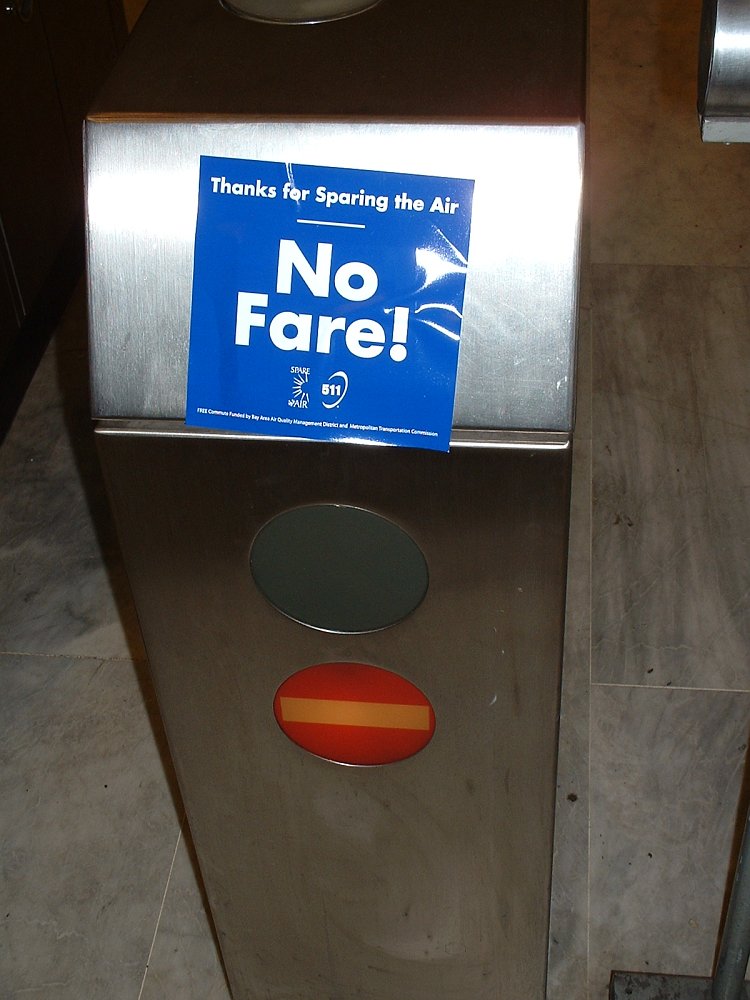 Thanks for Sparing the Air
No
Fare!
SPARE
the AIR
511
FREE Commute Funded by Bay Area Air Quality Management District and Metropolitan Transportation Commission